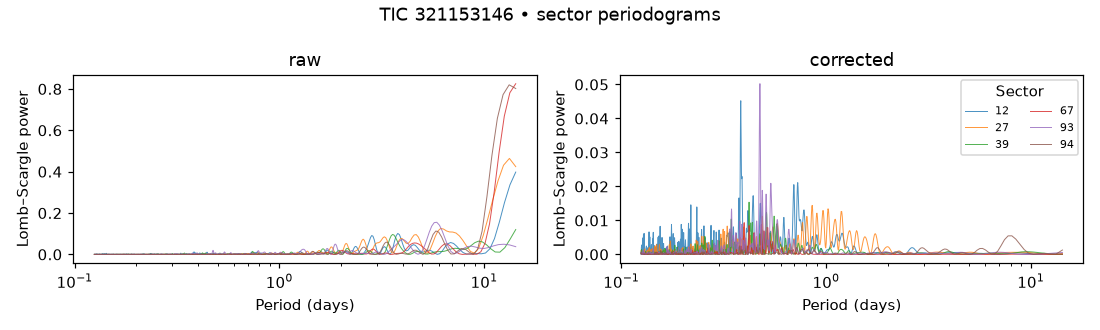 TIC 321153146 • sector periodograms
raw
Lomb–Scargle power
0.8
0.6
0.4
0.2
0.0
10⁻¹
10⁰
10¹
Period (days)
corrected
Lomb–Scargle power
0.05
0.04
0.03
0.02
0.01
0.00
10⁻¹
10⁰
10¹
Period (days)
Sector
12
27
39
67
93
94